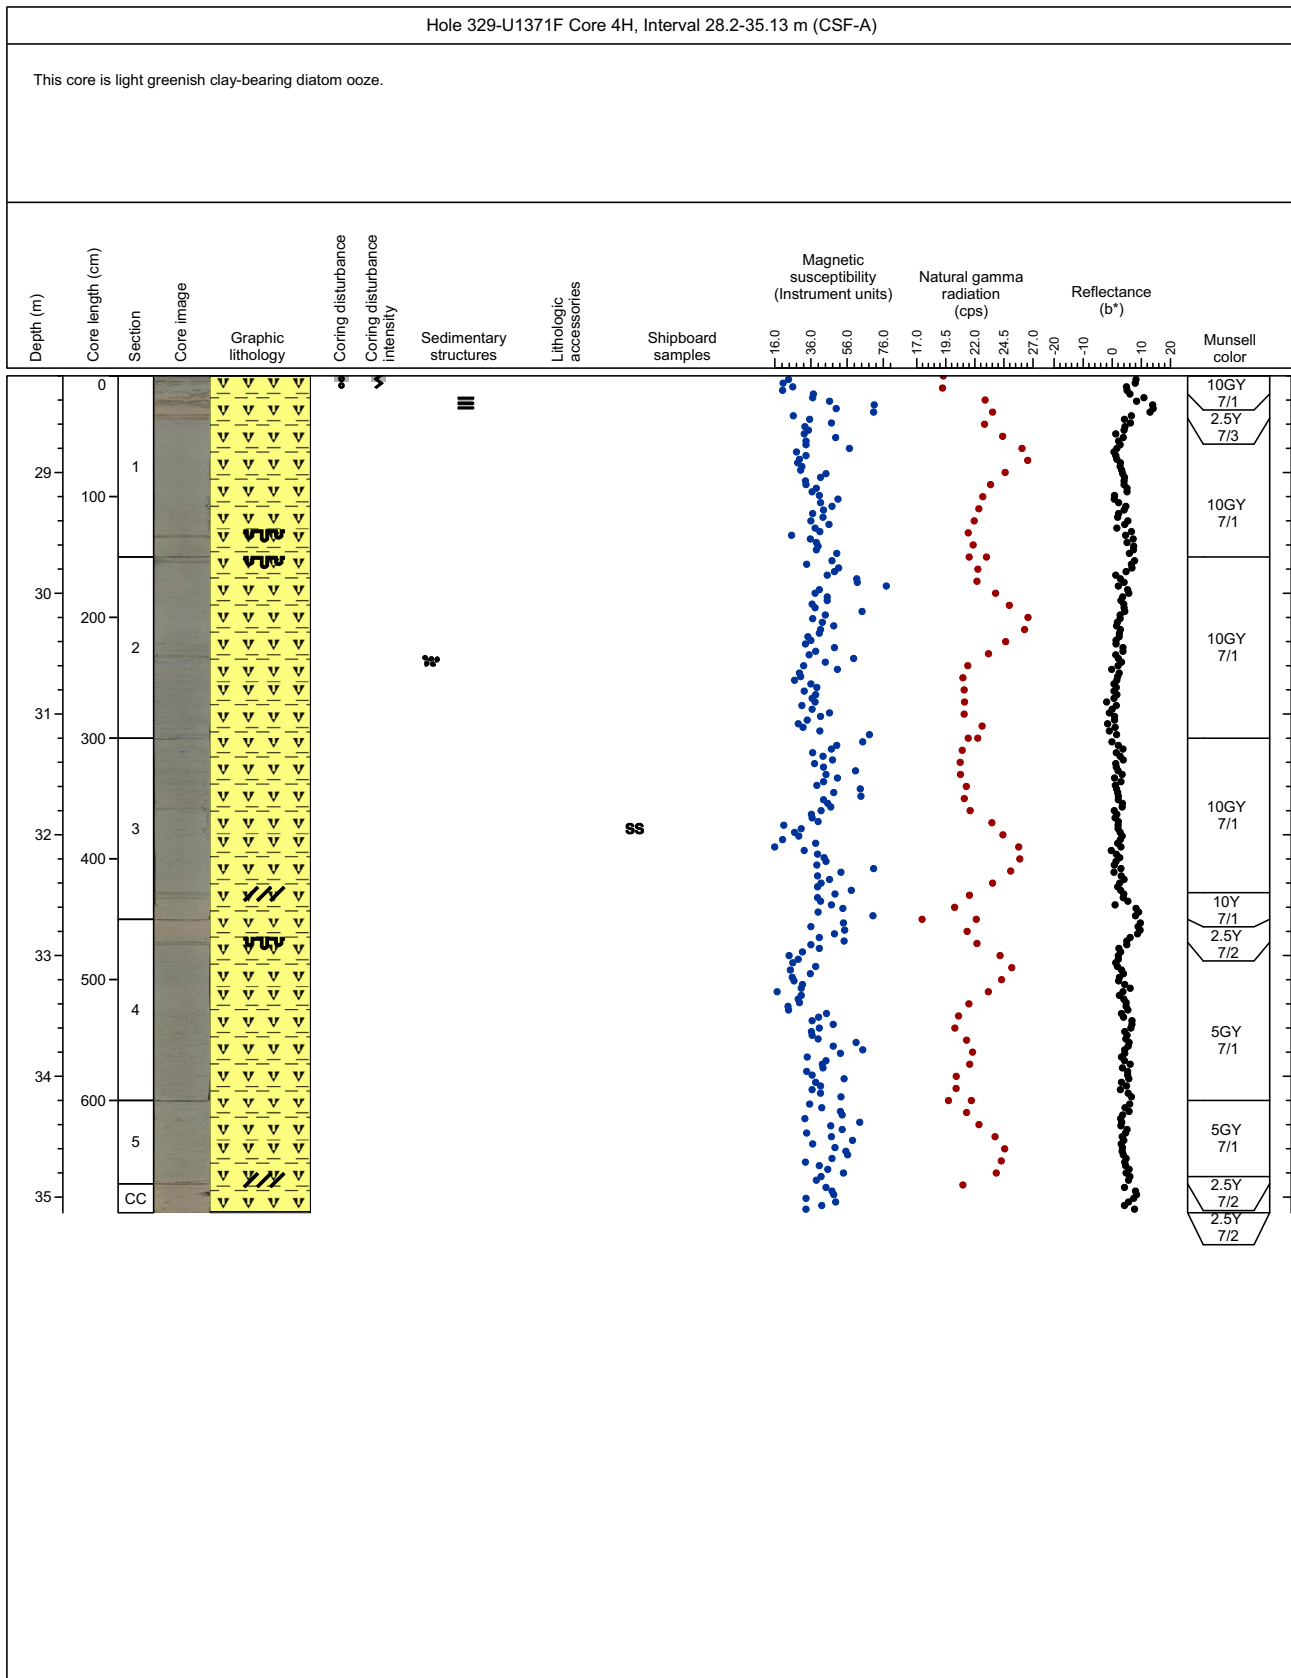 Hole 329-U1371F Core 4H, Interval 28.2-35.13 m (CSF-A)
This core is light greenish clay-bearing diatom ooze.
Depth (m)
Core length (cm)
Section
Core image
Graphic
lithology
Coring disturbance
Coring disturbance
intensity
Sedimentary
structures
Lithologic
accessories
Shipboard
samples
Magnetic
susceptibility
(Instrument units)
16.0
36.0
56.0
76.0
Natural gamma
radiation
(cps)
17.0
19.5
22.0
24.5
27.0
Reflectance
(b*)
-20
-10
0
10
20
Munsell
color
29
30
31
32
33
34
35
0
100
200
300
400
500
600
1
2
3
4
5
CC
SS
10GY
7/1
2.5Y
7/3
10GY
7/1
10GY
7/1
10GY
7/1
10Y
7/1
2.5Y
7/2
5GY
7/1
5GY
7/1
2.5Y
7/2
2.5Y
7/2